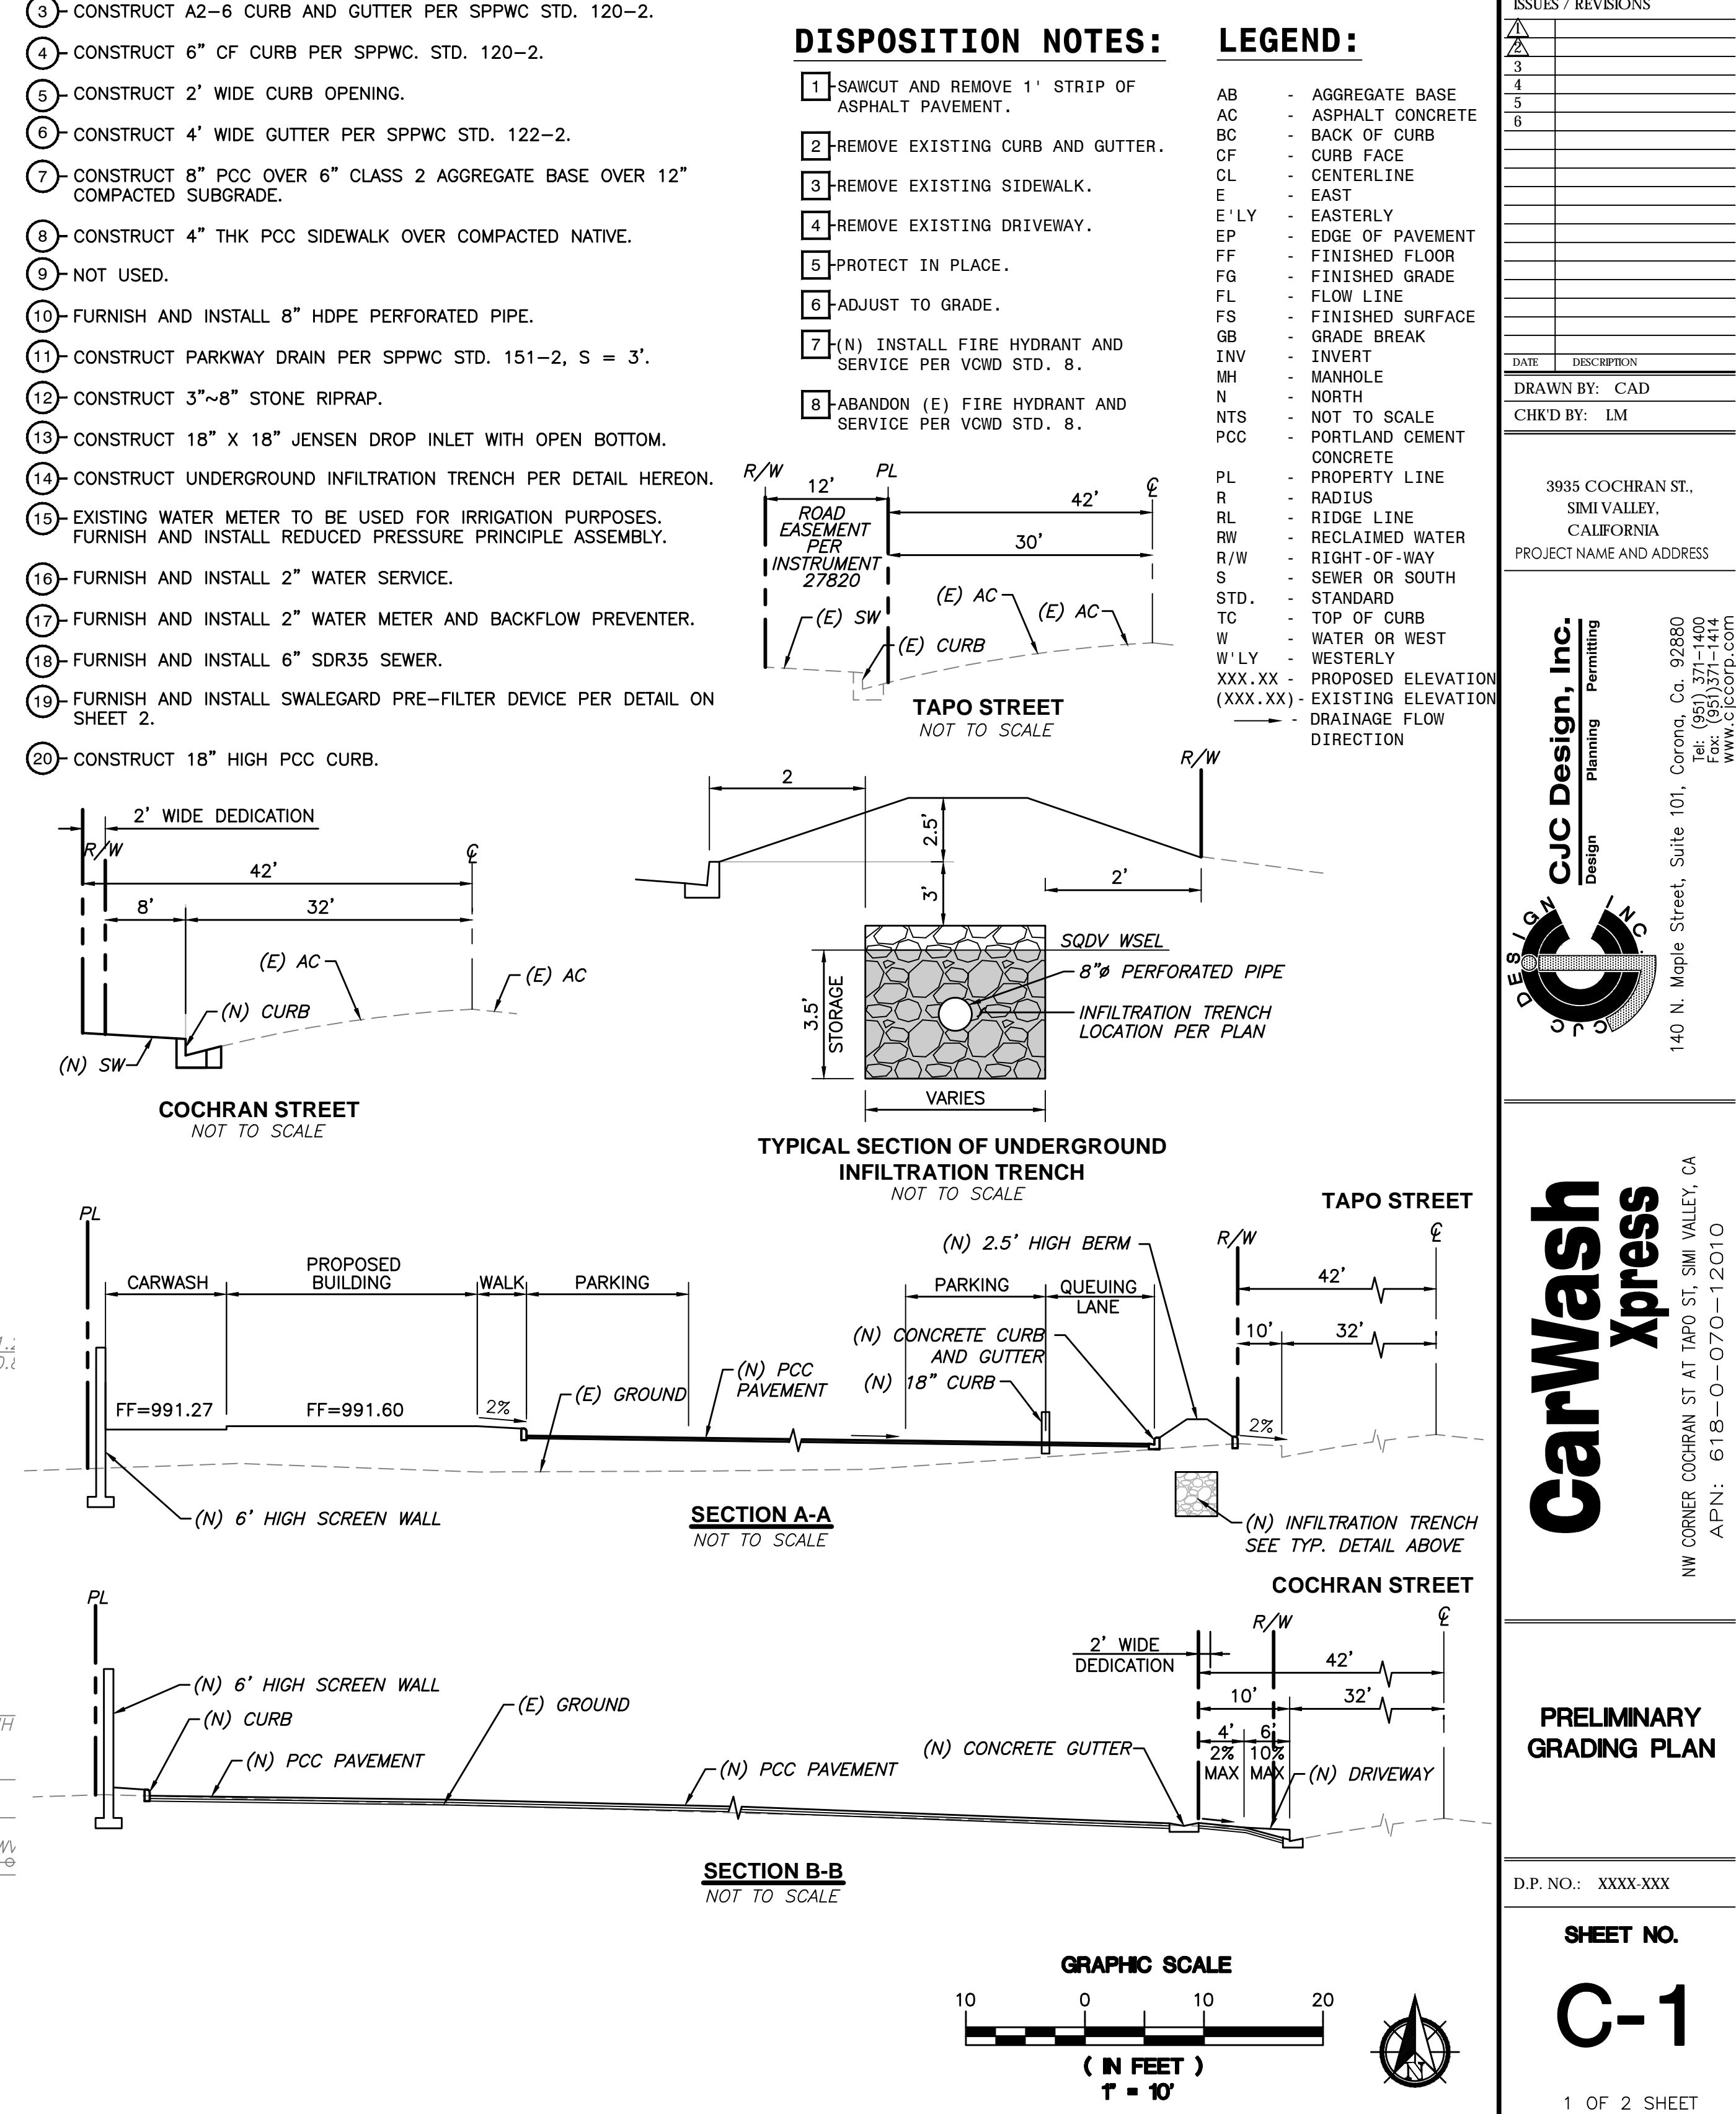 3 CONSTRUCT A2-6 CURB AND GUTTER PER SPPWC STD. 120-2.
4 CONSTRUCT 6" CF CURB PER SPPWC. STD. 120-2.
5 CONSTRUCT 2' WIDE CURB OPENING.
6 CONSTRUCT 4' WIDE GUTTER PER SPPWC STD. 122-2.
7 CONSTRUCT 8" PCC OVER 6" CLASS 2 AGGREGATE BASE OVER 12"
COMPACTED SUBGRADE.
8 CONSTRUCT 4" THK PCC SIDEWALK OVER COMPACTED NATIVE.
9 NOT USED.
10 FURNISH AND INSTALL 8" HDPE PERFORATED PIPE.
11 CONSTRUCT PARKWAY DRAIN PER SPPWC STD. 151-2, S = 3'.
12 CONSTRUCT 3"~8" STONE RIPRAP.
13 CONSTRUCT 18" X 18" JENSEN DROP INLET WITH OPEN BOTTOM.
14 CONSTRUCT UNDERGROUND INFILTRATION TRENCH PER DETAIL HEREON.
15 EXISTING WATER METER TO BE USED FOR IRRIGATION PURPOSES.
FURNISH AND INSTALL REDUCED PRESSURE PRINCIPLE ASSEMBLY.
16 FURNISH AND INSTALL 2" WATER SERVICE.
17 FURNISH AND INSTALL 2" WATER METER AND BACKFLOW PREVENTER.
18 FURNISH AND INSTALL 6" SDR35 SEWER.
19 FURNISH AND INSTALL SWALEGARD PRE-FILTER DEVICE PER DETAIL ON
SHEET 2.
20 CONSTRUCT 18" HIGH PCC CURB.
DISPOSITION NOTES:
1 SAWCUT AND REMOVE 1' STRIP OF
ASPHALT PAVEMENT.
2 REMOVE EXISTING CURB AND GUTTER.
3 REMOVE EXISTING SIDEWALK.
4 REMOVE EXISTING DRIVEWAY.
5 PROTECT IN PLACE.
6 ADJUST TO GRADE.
7 (N) INSTALL FIRE HYDRANT AND
SERVICE PER VCWD STD. 8.
8 ABANDON (E) FIRE HYDRANT AND
SERVICE PER VCWD STD. 8.
LEGEND:
AB - AGGREGATE BASE
AC - ASPHALT CONCRETE
BC - BACK OF CURB
CF - CURB FACE
CL - CENTERLINE
E - EAST
E'LY - EASTERLY
EP - EDGE OF PAVEMENT
FF - FINISHED FLOOR
FG - FINISHED GRADE
FL - FLOW LINE
FS - FINISHED SURFACE
GB - GRADE BREAK
INV - INVERT
MH - MANHOLE
N - NORTH
NTS - NOT TO SCALE
PCC - PORTLAND CEMENT
CONCRETE
PL - PROPERTY LINE
R - RADIUS
RL - RIDGE LINE
RW - RECLAIMED WATER
R/W - RIGHT-OF-WAY
S - SEWER OR SOUTH
STD. - STANDARD
TC - TOP OF CURB
W - WATER OR WEST
W'LY - WESTERLY
XXX.XX - PROPOSED ELEVATION
(XXX.XX) - EXISTING ELEVATION
- DRAINAGE FLOW
DIRECTION
R/W PL ℄
12' 42'
ROAD
EASEMENT
PER
INSTRUMENT
27820
30'
(E) SW
(E) AC
(E) AC
(E) CURB
TAPO STREET
NOT TO SCALE
2' WIDE DEDICATION
R/W ℄
42'
8' 32'
(E) AC
(E) AC
(N) CURB
(N) SW
COCHRAN STREET
NOT TO SCALE
R/W
2
2.5'
3'
2'
SQDV WSEL
8"ø PERFORATED PIPE
INFILTRATION TRENCH
LOCATION PER PLAN
3.5'
STORAGE
VARIES
TYPICAL SECTION OF UNDERGROUND
INFILTRATION TRENCH
NOT TO SCALE
TAPO STREET
PL
R/W ℄
(N) 2.5' HIGH BERM
CARWASH
PROPOSED
BUILDING
WALK
PARKING
PARKING
QUEUING
LANE
42'
10' 32'
(N) CONCRETE CURB
AND GUTTER
(N) PCC
PAVEMENT
(N) 18" CURB
(E) GROUND
FF=991.27 FF=991.60
2%
2%
(N) 6' HIGH SCREEN WALL
SECTION A-A
NOT TO SCALE
(N) INFILTRATION TRENCH
SEE TYP. DETAIL ABOVE
COCHRAN STREET
PL
R/W ℄
2' WIDE
DEDICATION
42'
10' 32'
4' 6'
2% 10%
MAX MAX
(N) 6' HIGH SCREEN WALL
(N) CURB
(E) GROUND
(N) PCC PAVEMENT
(N) PCC PAVEMENT
(N) CONCRETE GUTTER
(N) DRIVEWAY
SECTION B-B
NOT TO SCALE
GRAPHIC SCALE
10 0 10 20
( IN FEET )
1" = 10'
N
ISSUES / REVISIONS
1
2
3
4
5
6
DATE DESCRIPTION
DRAWN BY: CAD
CHK'D BY: LM
3935 COCHRAN ST.,
SIMI VALLEY,
CALIFORNIA
PROJECT NAME AND ADDRESS
CJC Design, Inc.
Design Planning Permitting
140 N. Maple Street, Suite 101, Corona, Ca. 92880
Tel: (951) 371-1400
Fax: (951)371-1414
www.cjccorp.com
CJC DESIGN INC.
CarWash
Xpress
NW CORNER COCHRAN ST AT TAPO ST, SIMI VALLEY, CA
APN: 618-0-070-12010
PRELIMINARY
GRADING PLAN
D.P. NO.: XXXX-XXX
SHEET NO.
C-1
1 OF 2 SHEET